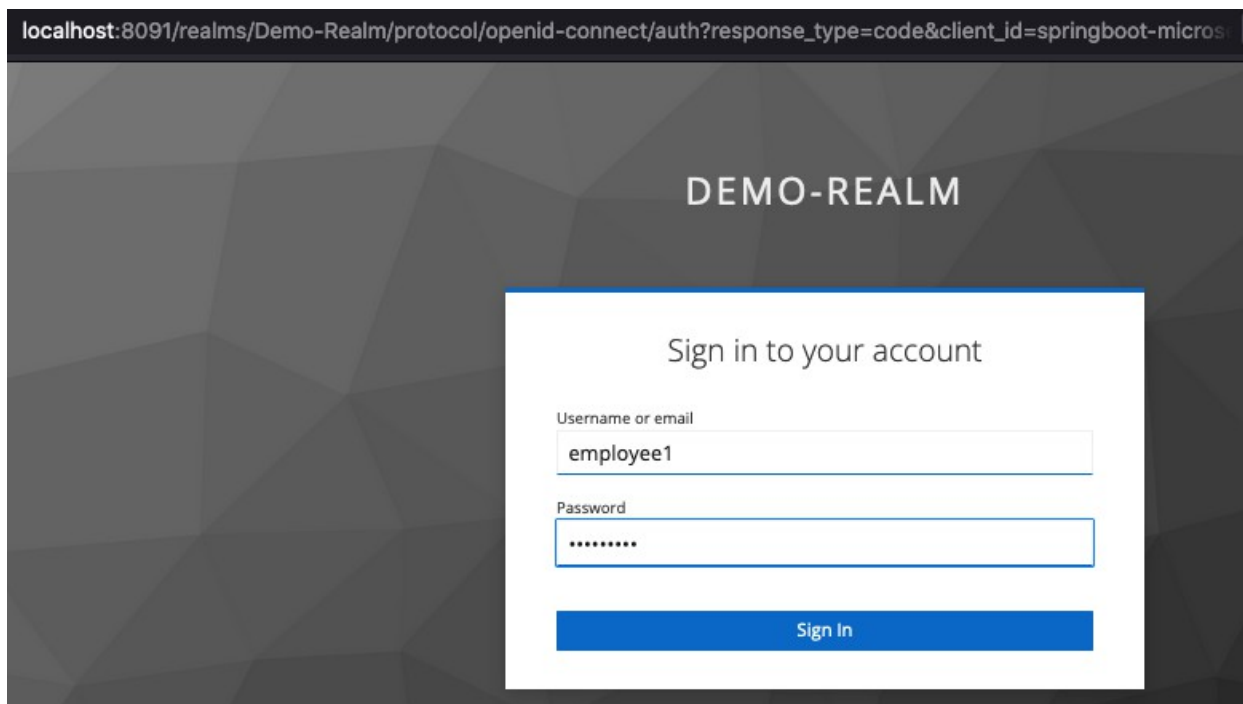 localhost:8091/realms/Demo-Realm/protocol/openid-connect/auth?response_type=code&client_id=springboot-micros
DEMO-REALM
Sign in to your account
Username or email
employee1
Password
•••••••••
Sign In